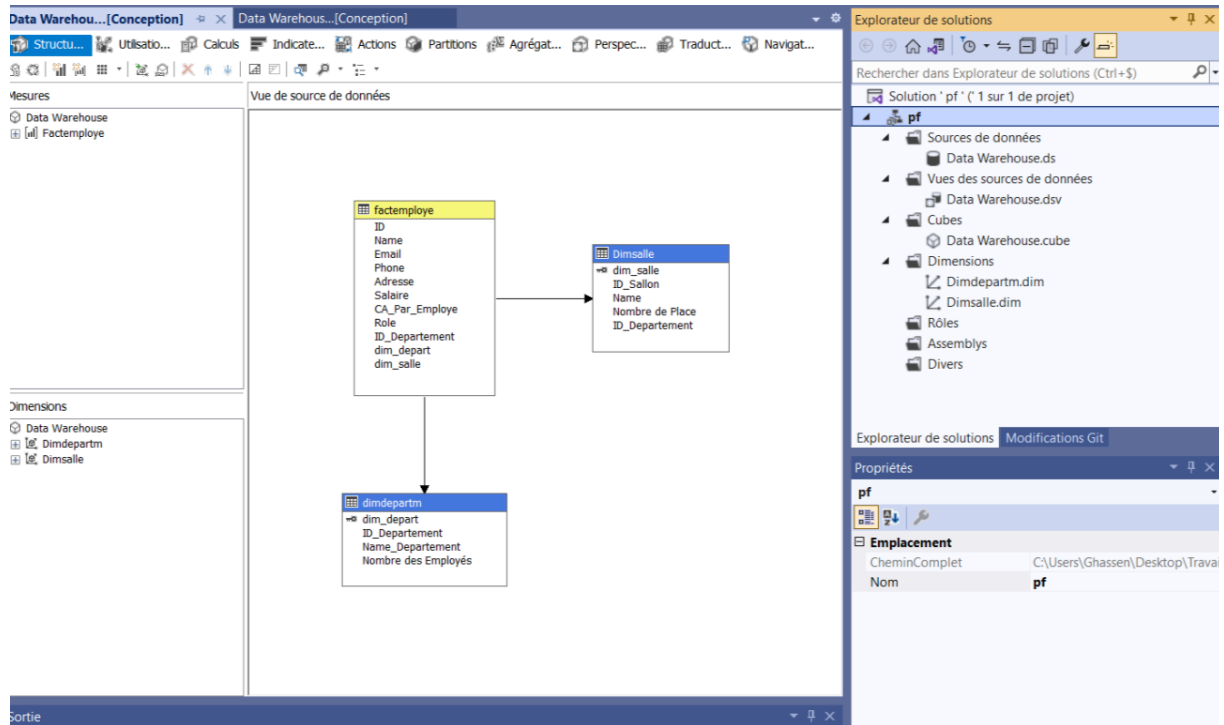 Data Warehou...[Conception]
Data Warehous...[Conception]
Structu... Utilisatio... Calculs Indicate... Actions Partitions Agrégat... Perspec... Traduct... Navigat...
Mesures
Data Warehouse
Factemploye
Vue de source de données
factemploye
ID
Name
Email
Phone
Adresse
Salaire
CA_Par_Employe
Role
ID_Departement
dim_depart
dim_salle
Dimsalle
dim_salle
ID_Sallon
Name
Nombre de Place
ID_Departement
dimdepartm
dim_depart
ID_Departement
Name_Departement
Nombre des Employés
Dimensions
Data Warehouse
Dimdepartm
Dimsalle
Sortie
Explorateur de solutions
Rechercher dans Explorateur de solutions (Ctrl+$)
Solution ' pf ' (' 1 sur 1 de projet)
pf
Sources de données
Data Warehouse.ds
Vues des sources de données
Data Warehouse.dsv
Cubes
Data Warehouse.cube
Dimensions
Dimdepartm.dim
Dimsalle.dim
Rôles
Assemblys
Divers
Explorateur de solutions Modifications Git
Propriétés
pf
Emplacement
CheminComplet C:\Users\Ghassen\Desktop\Travai
Nom pf